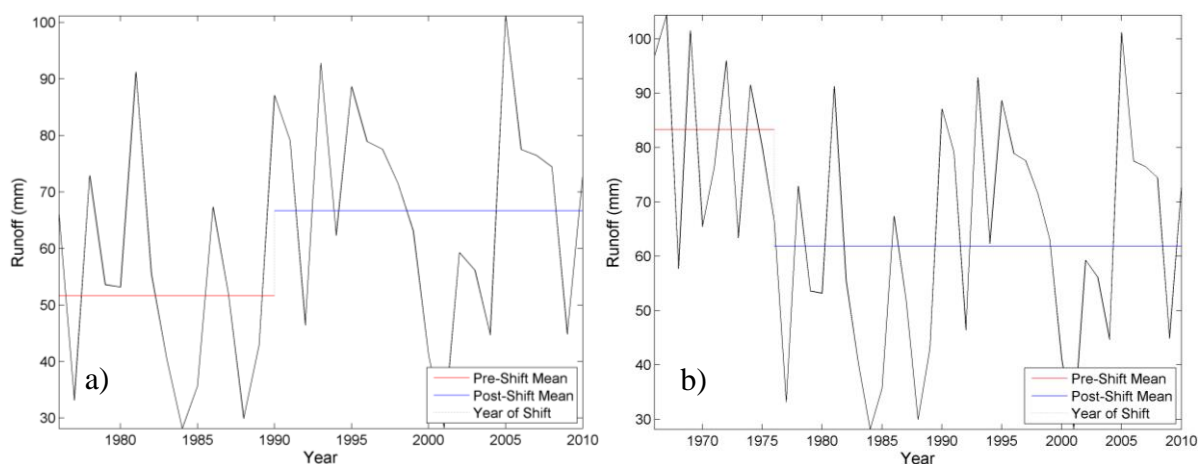 100
90
80
70
60
50
40
30
Runoff (mm)
a)
Pre-Shift Mean
Post-Shift Mean
Year of Shift
1980 1985 1990 1995 2000 2005 2010
Year
100
90
80
70
60
50
40
30
Runoff (mm)
b)
Pre-Shift Mean
Post-Shift Mean
Year of Shift
1970 1975 1980 1985 1990 1995 2000 2005 2010
Year